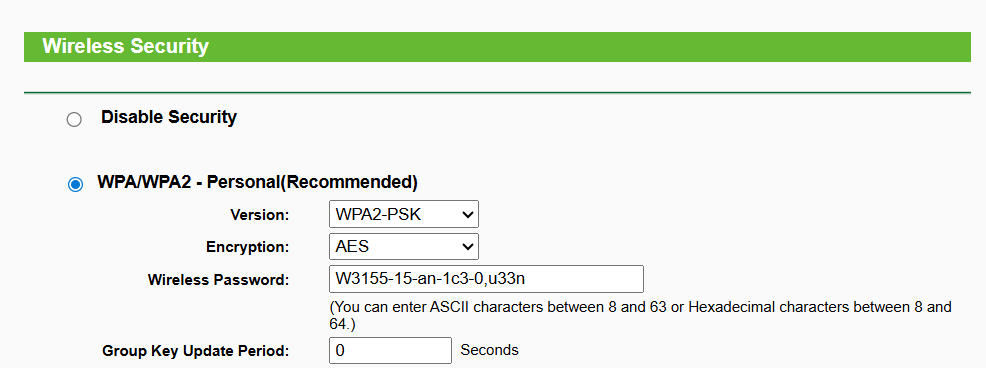 Wireless Security
Disable Security
WPA/WPA2 - Personal(Recommended)
Version: WPA2-PSK
Encryption: AES
Wireless Password: W3155-15-an-1c3-0,u33n
(You can enter ASCII characters between 8 and 63 or Hexadecimal characters between 8 and
64.)
Group Key Update Period: 0 Seconds